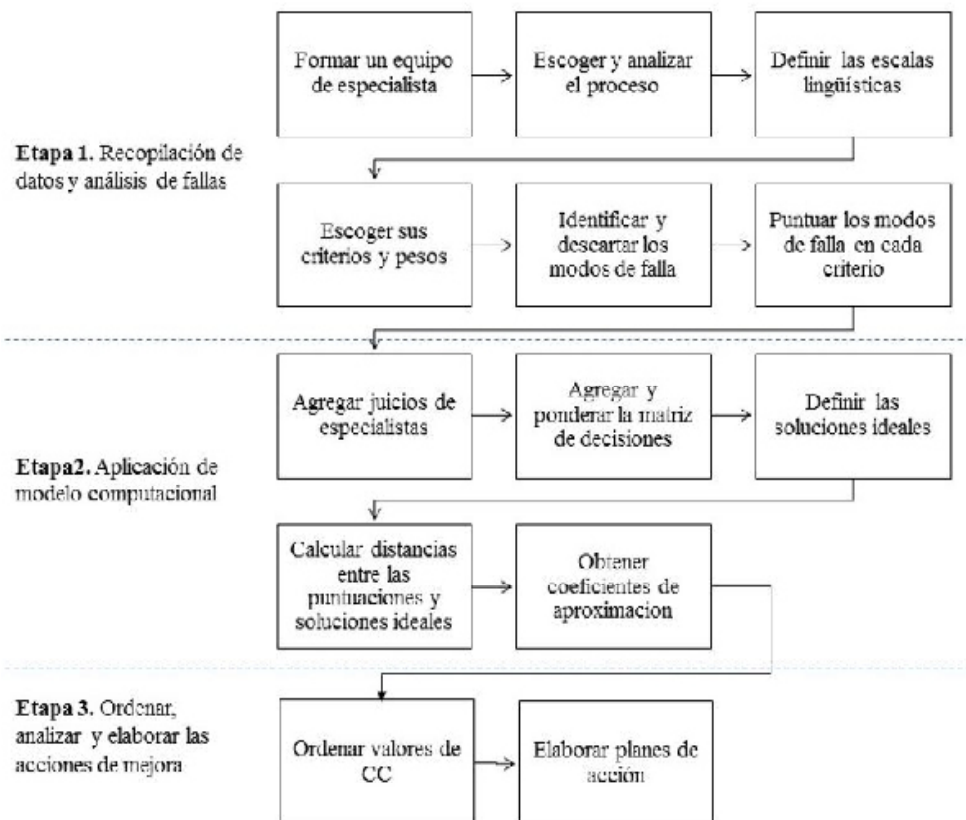 Formar un equipo
de especialista
Escoger y analizar
el proceso
Definir las escalas
lingüísticas
Etapa 1. Recopilación de
datos y análisis de fallas
Escoger sus
criterios y pesos
Identificar y
descartar los
modos de falla
Puntuar los modos
de falla en cada
criterio
Agregar juicios de
especialistas
Agregar y
ponderar la matriz
de decisiones
Definir las
soluciones ideales
Etapa2. Aplicación de
modelo computacional
Calcular distancias
entre las
puntuaciones y
soluciones ideales
Obtener
coeficientes de
aproximacion
Etapa 3. Ordenar,
analizar y elaborar las
acciones de mejora
Ordenar valores de
CC
Elaborar planes de
acción